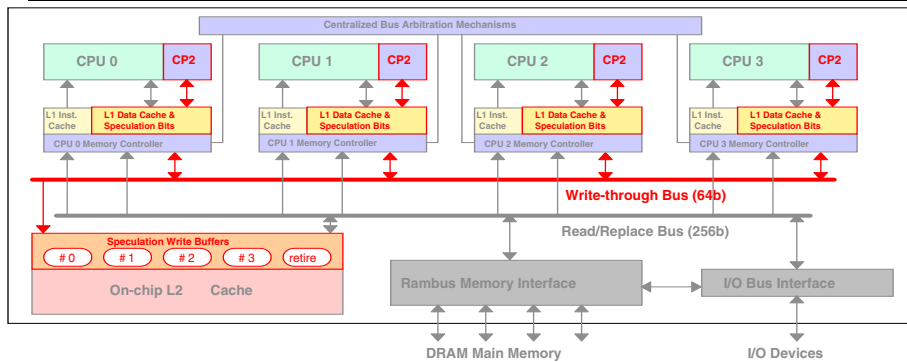 Centralized Bus Arbitration Mechanisms
CPU 0 CP2 CPU 1 CP2 CPU 2 CP2 CPU 3 CP2
L1 Inst. Cache L1 Data Cache & Speculation Bits
L1 Inst. Cache L1 Data Cache & Speculation Bits
L1 Inst. Cache L1 Data Cache & Speculation Bits
L1 Inst. Cache L1 Data Cache & Speculation Bits
CPU 0 Memory Controller CPU 1 Memory Controller CPU 2 Memory Controller CPU 3 Memory Controller
Write-through Bus (64b)
Read/Replace Bus (256b)
Speculation Write Buffers
# 0 # 1 # 2 # 3 retire
On-chip L2 Cache
Rambus Memory Interface
I/O Bus Interface
DRAM Main Memory
I/O Devices